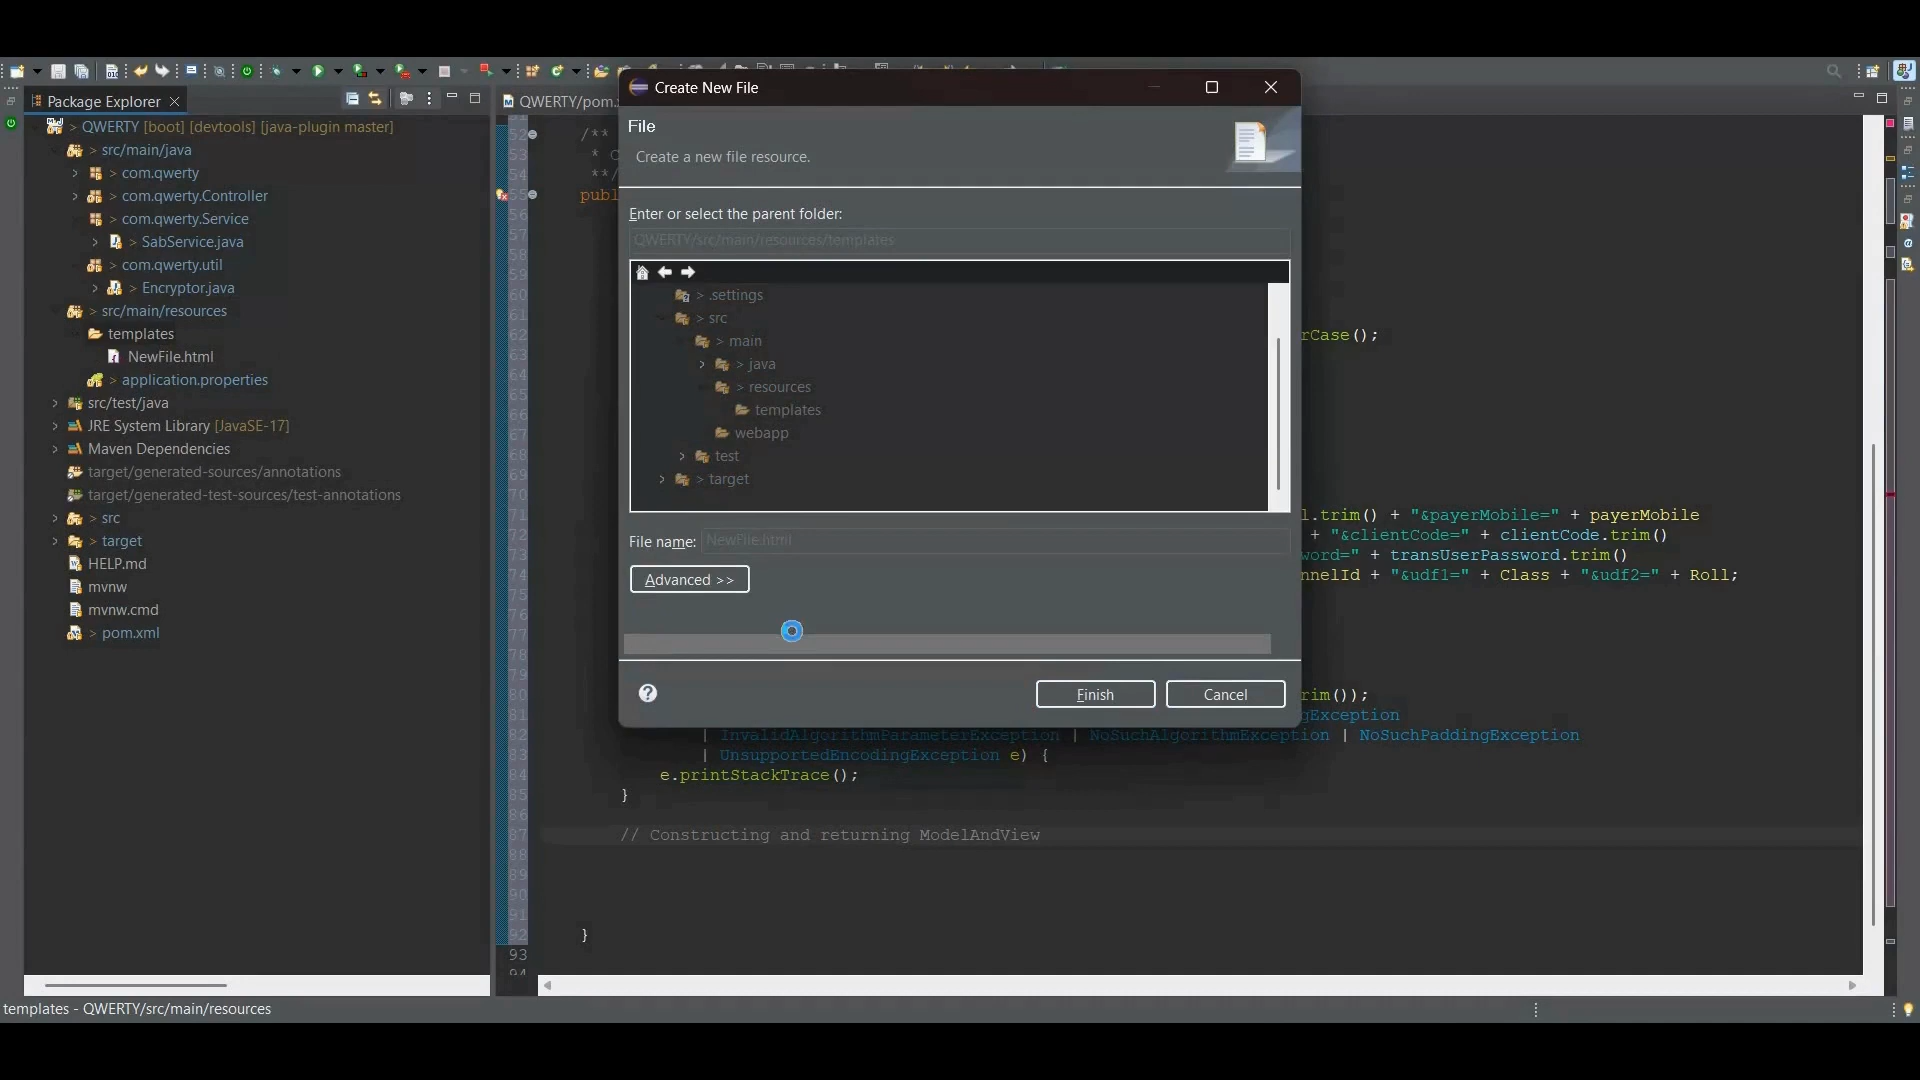 Package Explorer
> QWERTY [boot] [devtools] [java-plugin master]
> src/main/java
> com.qwerty
> com.qwerty.Controller
> com.qwerty.Service
> SabService.java
> com.qwerty.util
> Encryptor.java
> src/main/resources
templates
NewFile.html
> application.properties
src/test/java
JRE System Library [JavaSE-17]
Maven Dependencies
target/generated-sources/annotations
target/generated-test-sources/test-annotations
> src
> target
HELP.md
mvnw
mvnw.cmd
> pom.xml
QWERTY/pom.
Create New File
File
Create a new file resource.
Enter or select the parent folder:
QWERTY/src/main/resources/templates
> .settings
> src
> main
> java
> resources
templates
webapp
test
> target
File name: NewFile.html
Advanced >>
Finish
Cancel
/**
**/
publ
rCase();
l.trim() + "&payerMobile=" + payerMobile
+ "&clientCode=" + clientCode.trim()
word=" + transUserPassword.trim()
nnelId + "&udf1=" + Class + "&udf2=" + Roll;
rim());
gException
| InvalidAlgorithmParameterException | NoSuchAlgorithmException | NoSuchPaddingException
| UnsupportedEncodingException e) {
e.printStackTrace();
}
// Constructing and returning ModelAndView
}
93
94
templates - QWERTY/src/main/resources